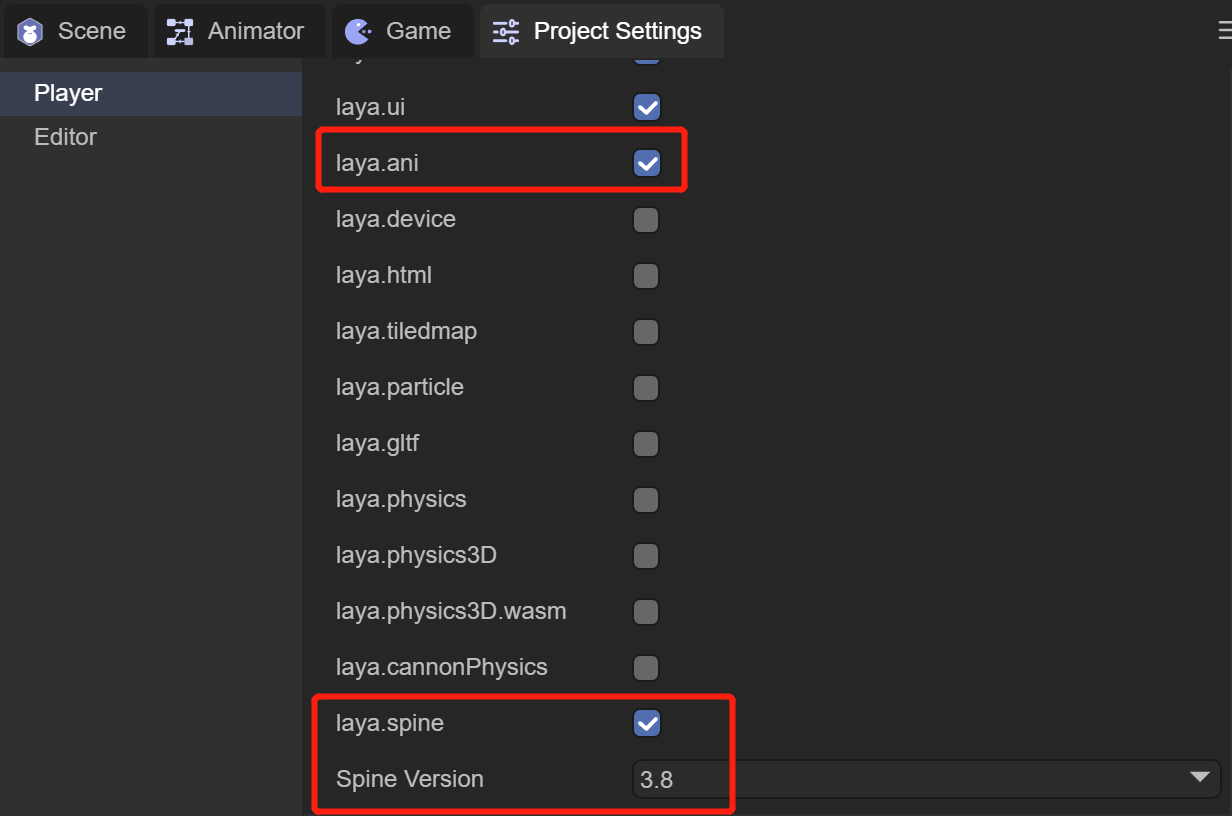 Scene Animator Game Project Settings
Player
Editor
laya.ui
laya.ani
laya.device
laya.html
laya.tiledmap
laya.particle
laya.gltf
laya.physics
laya.physics3D
laya.physics3D.wasm
laya.cannonPhysics
laya.spine
Spine Version 3.8